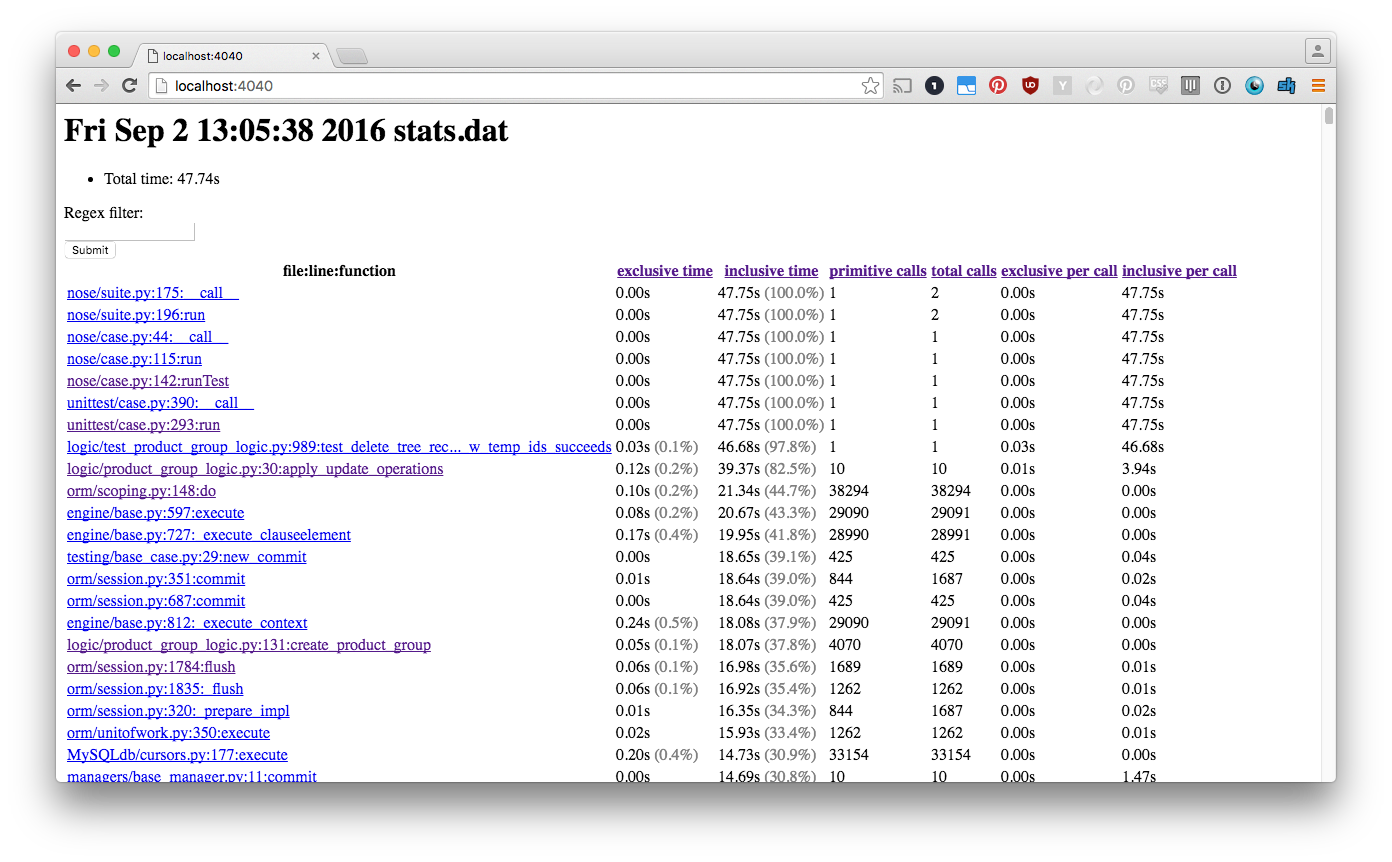 localhost:4040
localhost:4040
Fri Sep 2 13:05:38 2016 stats.dat
• Total time: 47.74s
Regex filter:
Submit
file:line:function exclusive time inclusive time primitive calls total calls exclusive per call inclusive per call
nose/suite.py:175:__call__ 0.00s 47.75s (100.0%) 1 2 0.00s 47.75s
nose/suite.py:196:run 0.00s 47.75s (100.0%) 1 2 0.00s 47.75s
nose/case.py:44:__call__ 0.00s 47.75s (100.0%) 1 1 0.00s 47.75s
nose/case.py:115:run 0.00s 47.75s (100.0%) 1 1 0.00s 47.75s
nose/case.py:142:runTest 0.00s 47.75s (100.0%) 1 1 0.00s 47.75s
unittest/case.py:390:__call__ 0.00s 47.75s (100.0%) 1 1 0.00s 47.75s
unittest/case.py:293:run 0.00s 47.75s (100.0%) 1 1 0.00s 47.75s
logic/test_product_group_logic.py:989:test_delete_tree_rec... w_temp_ids_succeeds 0.03s (0.1%) 46.68s (97.8%) 1 1 0.03s 46.68s
logic/product_group_logic.py:30:apply_update_operations 0.12s (0.2%) 39.37s (82.5%) 10 10 0.01s 3.94s
orm/scoping.py:148:do 0.10s (0.2%) 21.34s (44.7%) 38294 38294 0.00s 0.00s
engine/base.py:597:execute 0.08s (0.2%) 20.67s (43.3%) 29090 29091 0.00s 0.00s
engine/base.py:727:_execute_clauseelement 0.17s (0.4%) 19.95s (41.8%) 28990 28991 0.00s 0.00s
testing/base_case.py:29:new_commit 0.00s 18.65s (39.1%) 425 425 0.00s 0.04s
orm/session.py:351:commit 0.01s 18.64s (39.0%) 844 1687 0.00s 0.02s
orm/session.py:687:commit 0.00s 18.64s (39.0%) 425 425 0.00s 0.04s
engine/base.py:812:_execute_context 0.24s (0.5%) 18.08s (37.9%) 29090 29091 0.00s 0.00s
logic/product_group_logic.py:131:create_product_group 0.05s (0.1%) 18.07s (37.8%) 4070 4070 0.00s 0.00s
orm/session.py:1784:flush 0.06s (0.1%) 16.98s (35.6%) 1689 1689 0.00s 0.01s
orm/session.py:1835:_flush 0.06s (0.1%) 16.92s (35.4%) 1262 1262 0.00s 0.01s
orm/session.py:320:_prepare_impl 0.01s 16.35s (34.3%) 844 1687 0.00s 0.02s
orm/unitofwork.py:350:execute 0.02s 15.93s (33.4%) 1262 1262 0.00s 0.01s
MySQLdb/cursors.py:177:execute 0.20s (0.4%) 14.73s (30.9%) 33154 33154 0.00s 0.00s
managers/base_manager.py:11:commit 0.00s 14.69s (30.8%) 10 10 0.00s 1.47s